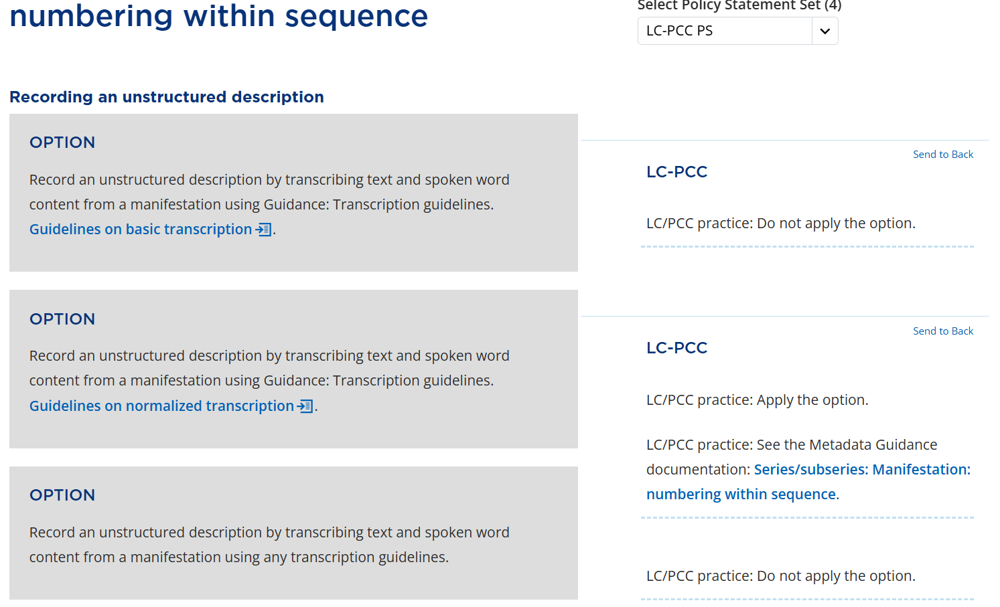 numbering within sequence
Select Policy Statement Set (4)
LC-PCC PS
Recording an unstructured description
OPTION
Record an unstructured description by transcribing text and spoken word
content from a manifestation using Guidance: Transcription guidelines.
Guidelines on basic transcription.
Send to Back
LC-PCC
LC/PCC practice: Do not apply the option.
OPTION
Record an unstructured description by transcribing text and spoken word
content from a manifestation using Guidance: Transcription guidelines.
Guidelines on normalized transcription.
Send to Back
LC-PCC
LC/PCC practice: Apply the option.
LC/PCC practice: See the Metadata Guidance
documentation: Series/subseries: Manifestation:
numbering within sequence.
OPTION
Record an unstructured description by transcribing text and spoken word
content from a manifestation using any transcription guidelines.
LC/PCC practice: Do not apply the option.